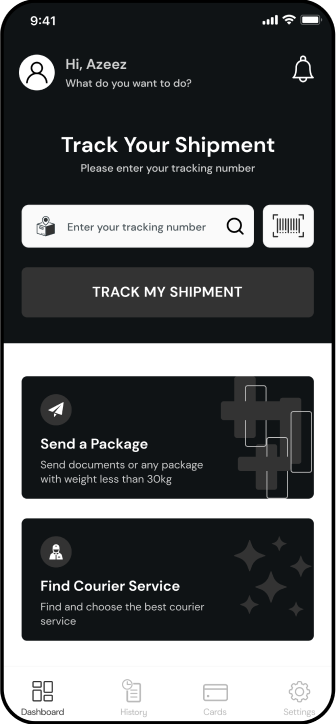 9:41
Hi, Azeez
What do you want to do?
Track Your Shipment
Please enter your tracking number
Enter your tracking number
TRACK MY SHIPMENT
Send a Package
Send documents or any package
with weight less than 30kg
Find Courier Service
Find and choose the best courier
service
Dashboard
History
Cards
Settings